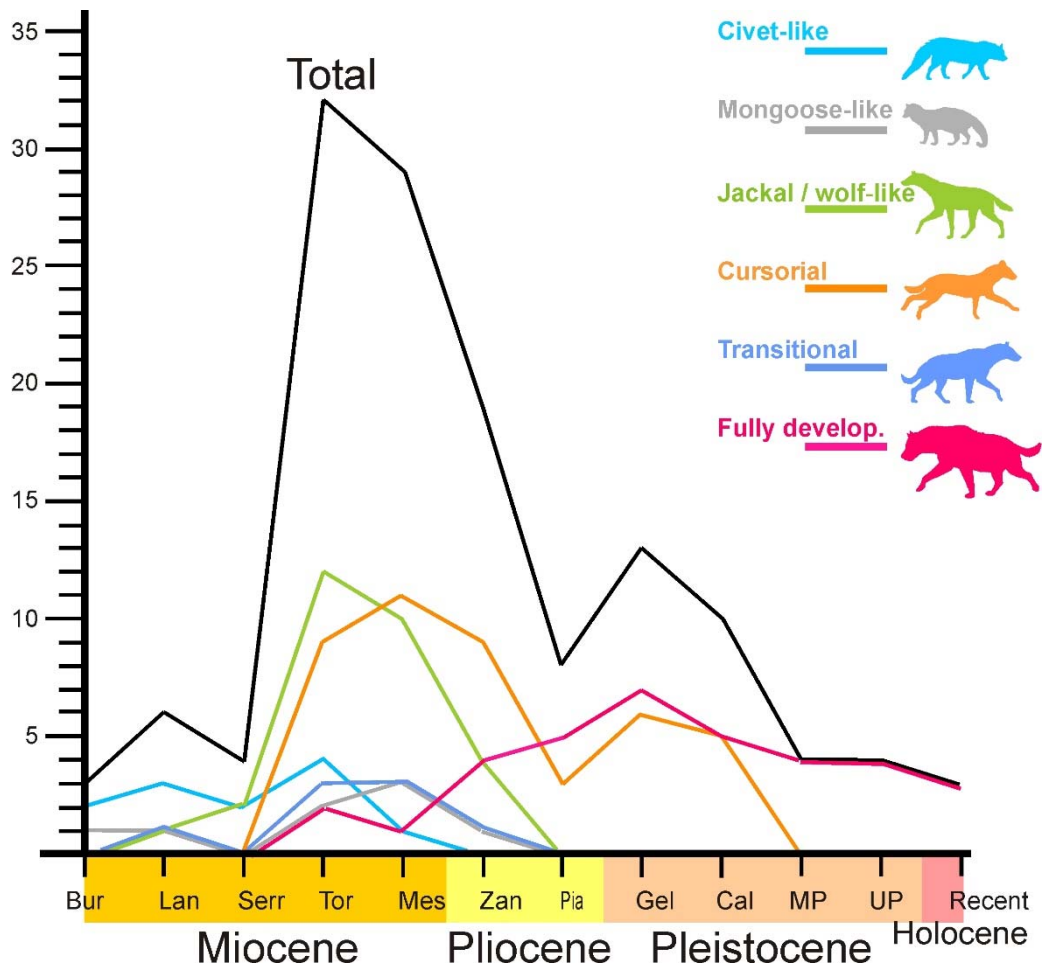 35
30
25
20
15
10
5
Total
Civet-like
Mongoose-like
Jackal / wolf-like
Cursorial
Transitional
Fully develop.
Bur Lan Serr Tor Mes Zan Pia Gel Cal MP UP Recent
Miocene Pliocene Pleistocene Holocene